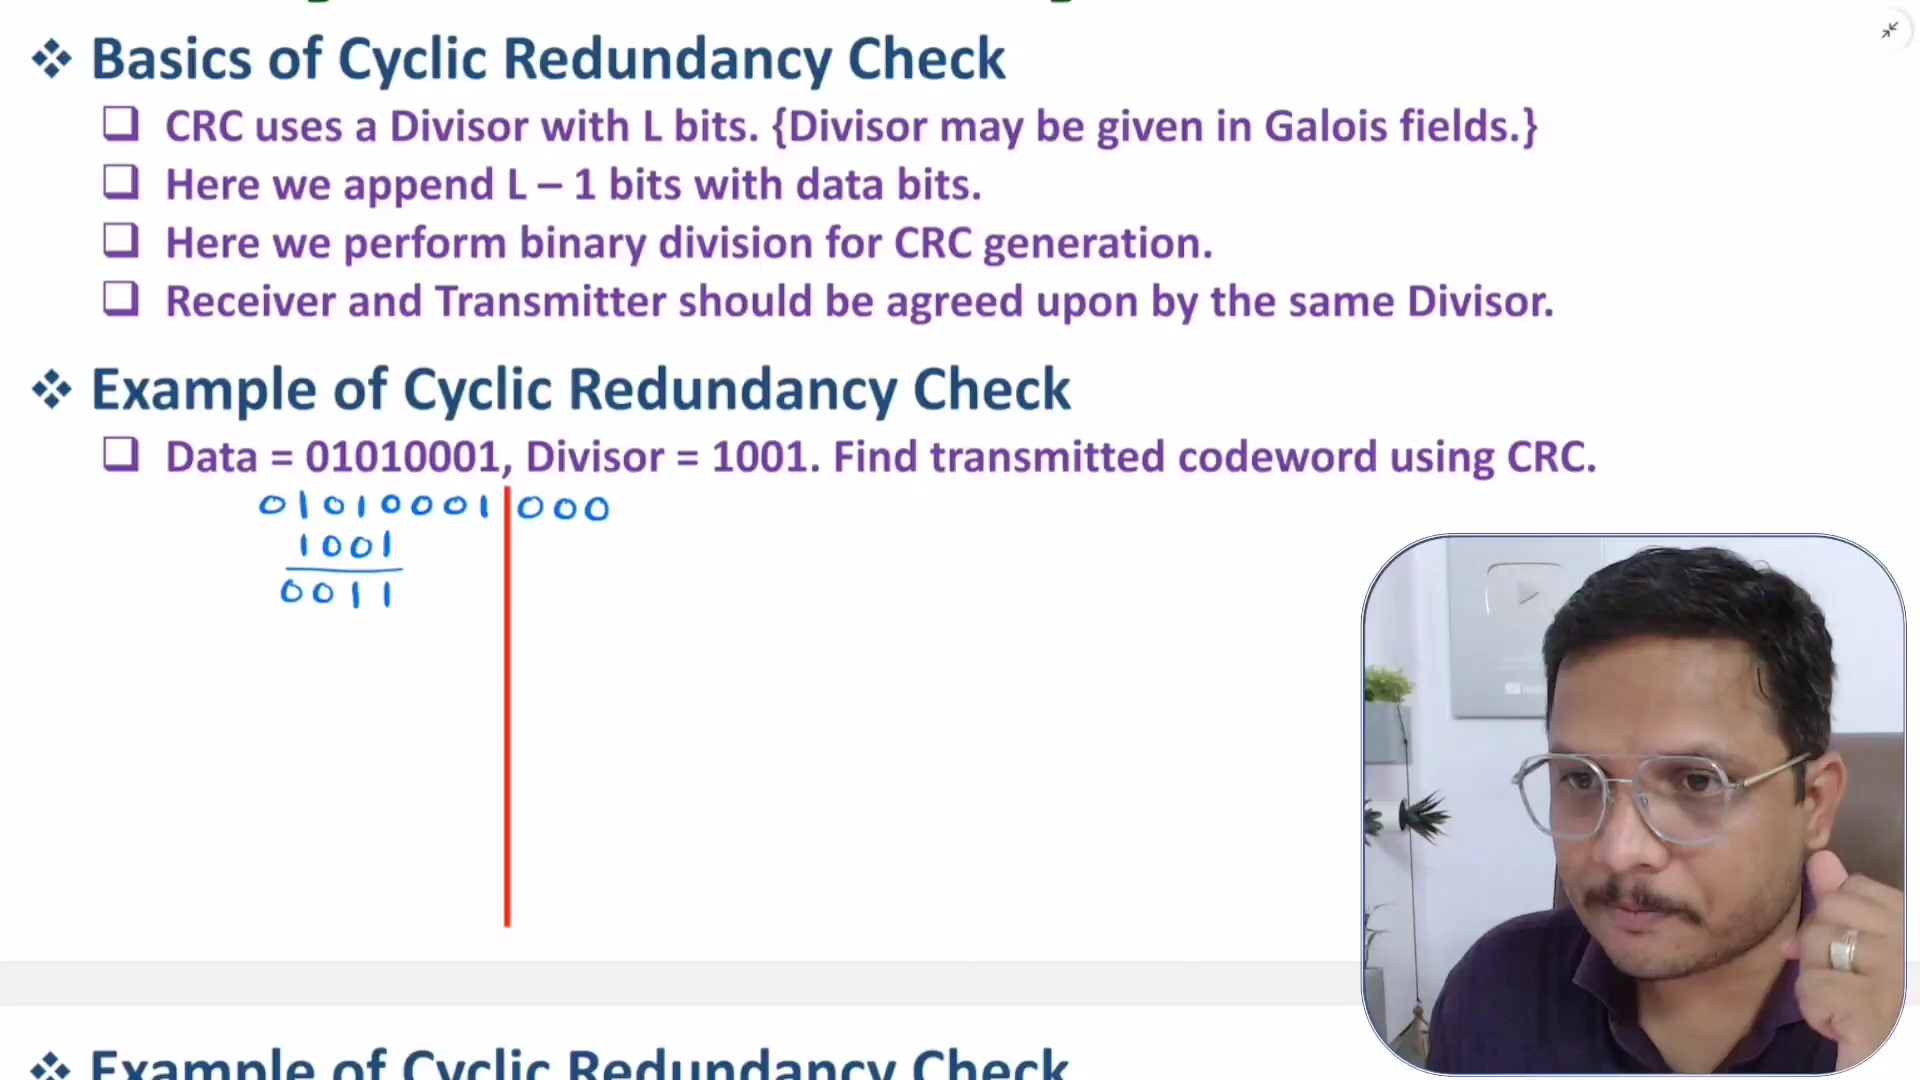 Basics of Cyclic Redundancy Check
CRC uses a Divisor with L bits. {Divisor may be given in Galois fields.}
Here we append L – 1 bits with data bits.
Here we perform binary division for CRC generation.
Receiver and Transmitter should be agreed upon by the same Divisor.
Example of Cyclic Redundancy Check
Data = 01010001, Divisor = 1001. Find transmitted codeword using CRC.
01010001 000
1001
0011
Example of Cyclic Redundancy Check